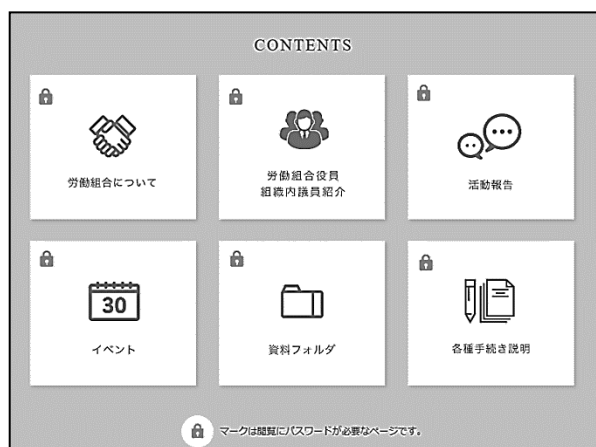 CONTENTS
労働組合について
労働組合役員
組織内議員紹介
活動報告
30
イベント
資料フォルダ
各種手続き説明
マークは閲覧にパスワードが必要なページです。